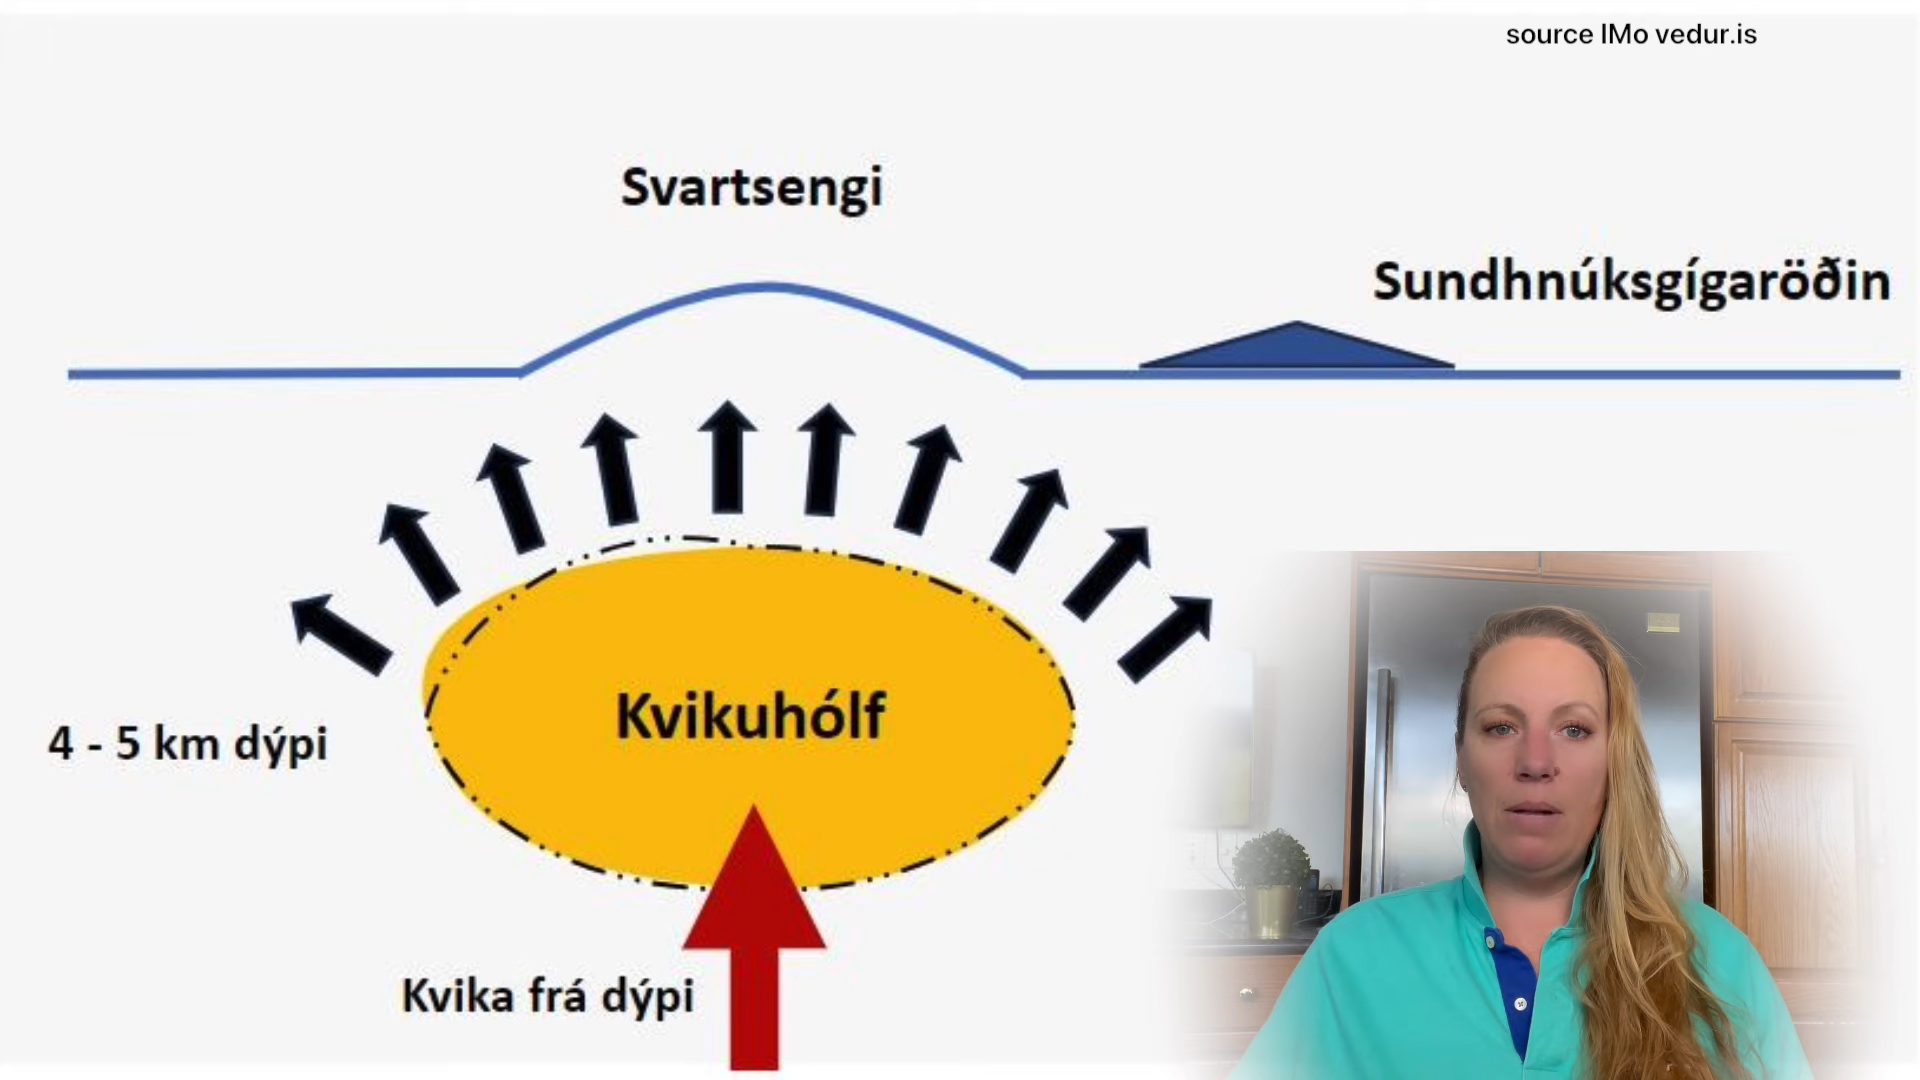 source IMo vedur.is
Svartsengi
Sundhnúksgígaröðin
Kvikuhólf
4 - 5 km dýpi
Kvika frá dýpi